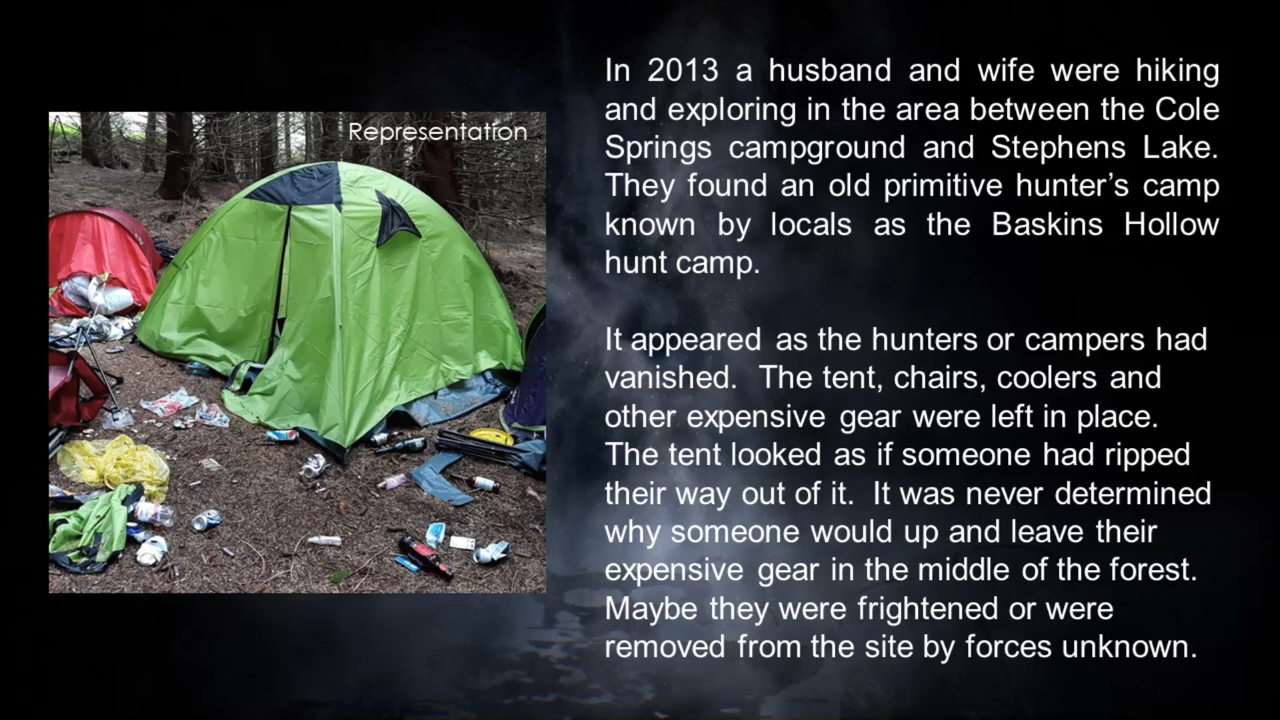 Representation
In 2013 a husband and wife were hiking
and exploring in the area between the Cole
Springs campground and Stephens Lake.
They found an old primitive hunter’s camp
known by locals as the Baskins Hollow
hunt camp.
It appeared as the hunters or campers had
vanished. The tent, chairs, coolers and
other expensive gear were left in place.
The tent looked as if someone had ripped
their way out of it. It was never determined
why someone would up and leave their
expensive gear in the middle of the forest.
Maybe they were frightened or were
removed from the site by forces unknown.